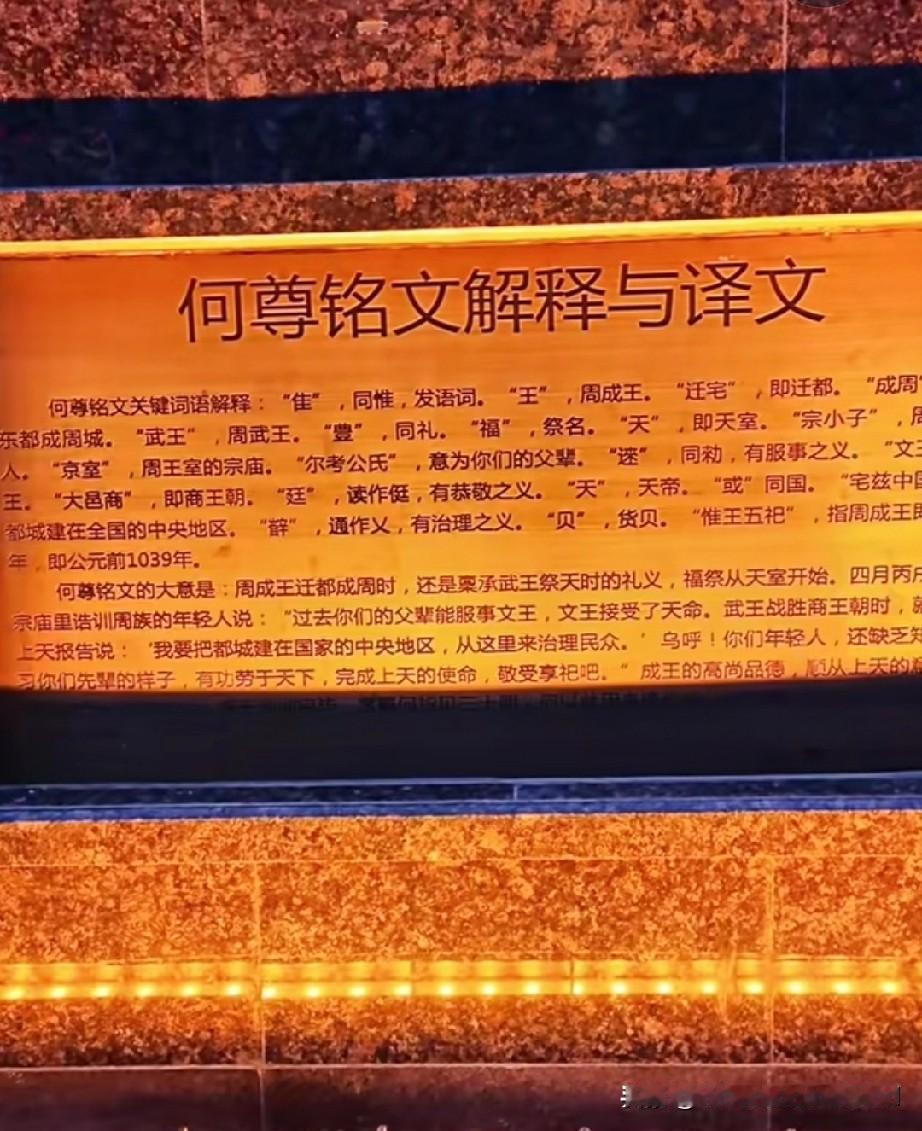 何尊铭文解释与译文
何尊铭文关键词语解释："隹"，同惟，发语词。"王"，周成王。"迁宅"，即迁都。"成周"
东都成周城。"武王"，周武王。"豊"，同礼。"福"，祭名。"天"，即天室。"宗小子"，
人。"京室"，周王室的宗庙。"尔考公氏"，意为你们的父辈。"逨"，同勑，有服事之义。"文王
王。"大邑商"，即商王朝。"廷"，读作侹，有恭敬之义。"天"，天帝。"或"同国。"宅兹中国
都城建在全国的中央地区。"辥"，通作乂，有治理之义。"贝"，货贝。"惟王五祀"，指周成王即
年，即公元前1039年。
何尊铭文的大意是：周成王迁都成周时，还是稟承武王祭天时的礼义，福祭从天室开始。四月丙戌
宗庙里诰训周族的年轻人说："过去你们的父辈能服事文王，文王接受了天命。武王战胜商王朝时，
上天报告说：'我要把都城建在国家的中央地区，从这里来治理民众。'乌呼！你们年轻人，还缺乏
习你们先辈的样子，有功劳于天下，完成上天的使命，敬受享祀吧。"成王的高尚品德，顺从上天的